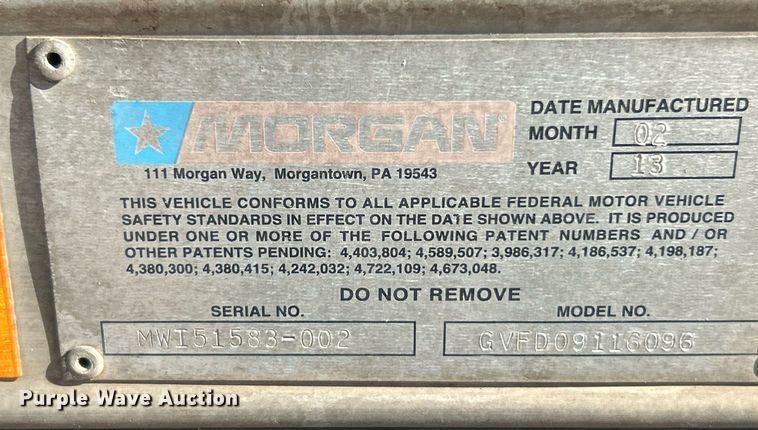 MORGAN®
111 Morgan Way, Morgantown, PA 19543
DATE MANUFACTURED
MONTH 02
YEAR 13
THIS VEHICLE CONFORMS TO ALL APPLICABLE FEDERAL MOTOR VEHICLE
SAFETY STANDARDS IN EFFECT ON THE DATE SHOWN ABOVE. IT IS PRODUCED
UNDER ONE OR MORE OF THE FOLLOWING PATENT NUMBERS AND / OR
OTHER PATENTS PENDING: 4,403,804; 4,589,507; 3,986,317; 4,186,537; 4,198,187;
4,380,300; 4,380,415; 4,242,032; 4,722,109; 4,673,048.
DO NOT REMOVE
SERIAL NO. MODEL NO.
MWI51583-002 GVFD09116096
Purple Wave Auction